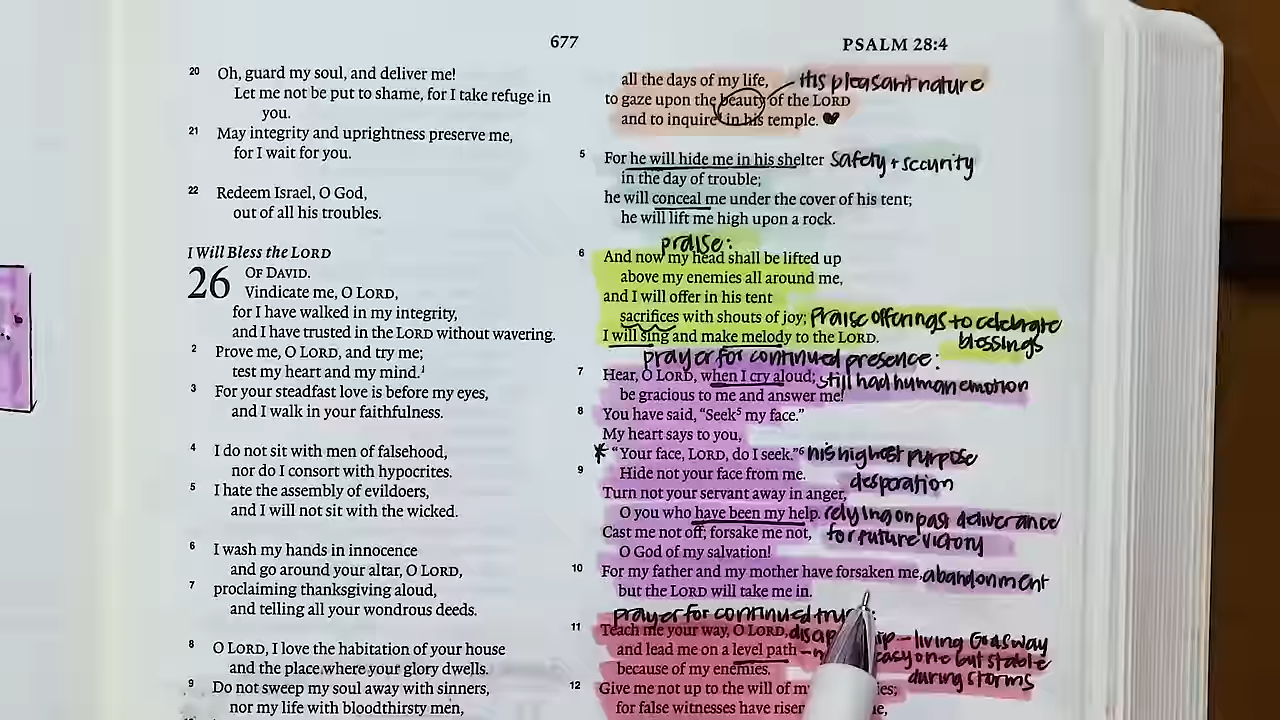 677
PSALM 28:4
20 Oh, guard my soul, and deliver me!
Let me not be put to shame, for I take refuge in
you.
21 May integrity and uprightness preserve me,
for I wait for you.
22 Redeem Israel, O God,
out of all his troubles.
I Will Bless the LORD
26 OF DAVID.
Vindicate me, O LORD,
for I have walked in my integrity,
and I have trusted in the LORD without wavering.
2 Prove me, O LORD, and try me;
test my heart and my mind.¹
3 For your steadfast love is before my eyes,
and I walk in your faithfulness.
4 I do not sit with men of falsehood,
nor do I consort with hypocrites.
5 I hate the assembly of evildoers,
and I will not sit with the wicked.
6 I wash my hands in innocence
and go around your altar, O LORD,
7 proclaiming thanksgiving aloud,
and telling all your wondrous deeds.
8 O LORD, I love the habitation of your house
and the place where your glory dwells.
9 Do not sweep my soul away with sinners,
nor my life with bloodthirsty men,
all the days of my life, His pleasant nature
to gaze upon the beauty of the LORD
and to inquire in his temple.
5 For he will hide me in his shelter Safety + security
in the day of trouble;
he will conceal me under the cover of his tent;
he will lift me high upon a rock.
praise:
6 And now my head shall be lifted up
above my enemies all around me,
and I will offer in his tent
sacrifices with shouts of joy; Praise offerings to celebrate
blessings
I will sing and make melody to the LORD.
prayer for continued presence:
7 Hear, O LORD, when I cry aloud; still had human emotion
be gracious to me and answer me!
8 You have said, “Seek⁵ my face.”
My heart says to you,
* “Your face, LORD, do I seek.”⁶ his highest purpose
9 Hide not your face from me. desporation
Turn not your servant away in anger,
O you who have been my help. relying on past deliverance
Cast me not off; forsake me not, for future victory
O God of my salvation!
10 For my father and my mother have forsaken me, abandonment
but the LORD will take me in.
prayer for continued
11 Teach me your way, O LORD, – living Gods way
and lead me on a level path – easy one but stable
because of my enemies. during storms
12 Give me not up to the will of
for false witnesses have